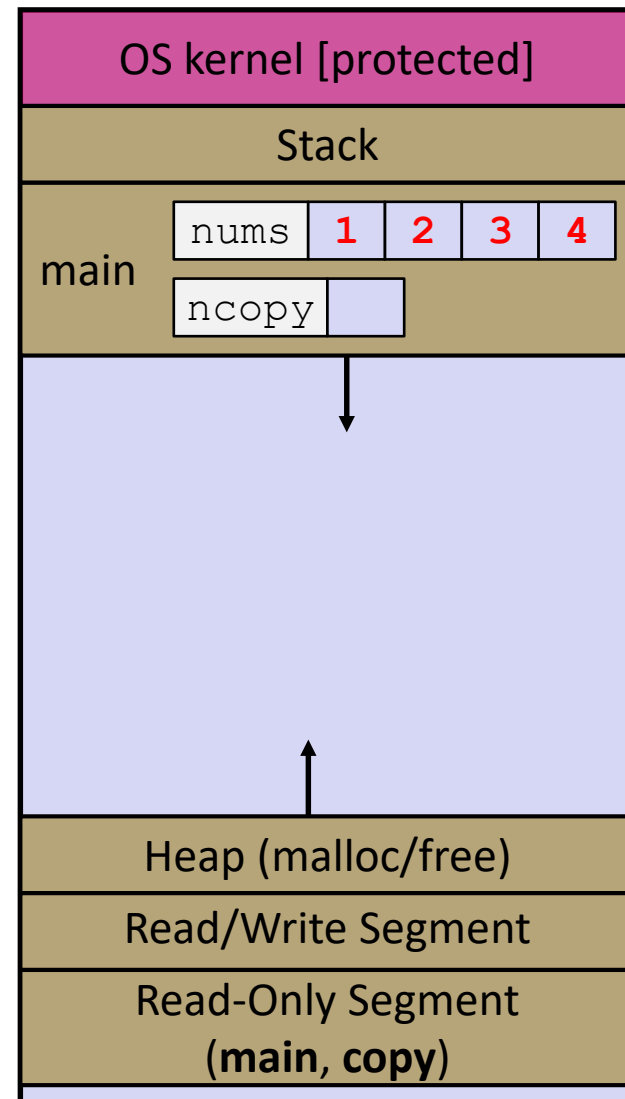 OS kernel [protected]
Stack
main
nums 1 2 3 4
ncopy
Heap (malloc/free)
Read/Write Segment
Read-Only Segment
(main, copy)